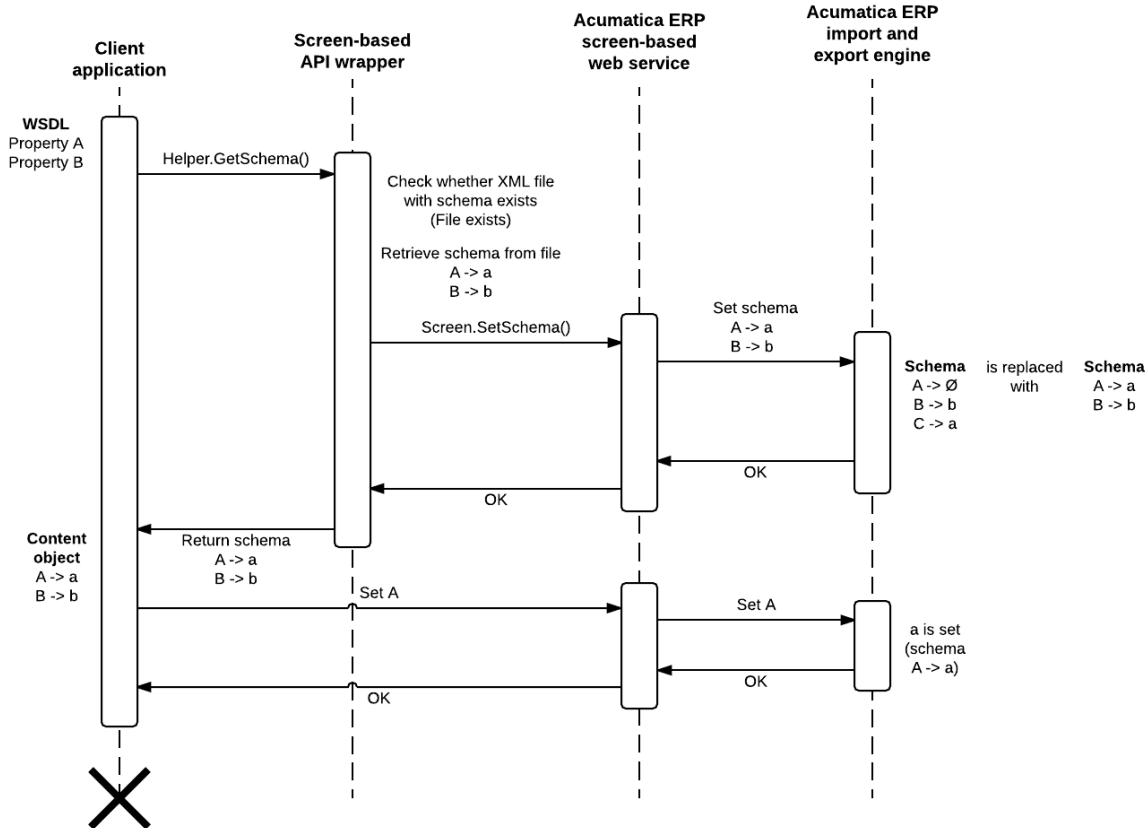 Client
application
Screen-based
API wrapper
Acumatica ERP
screen-based
web service
Acumatica ERP
import and
export engine
WSDL
Property A
Property B
Helper.GetSchema()
Check whether XML file
with schema exists
(File exists)
Retrieve schema from file
A -> a
B -> b
Screen.SetSchema()
Set schema
A -> a
B -> b
Schema
A -> Ø
B -> b
C -> a
is replaced
with
Schema
A -> a
B -> b
OK
OK
Return schema
A -> a
B -> b
Content
object
A -> a
B -> b
Set A
Set A
a is set
(schema
A -> a)
OK
OK